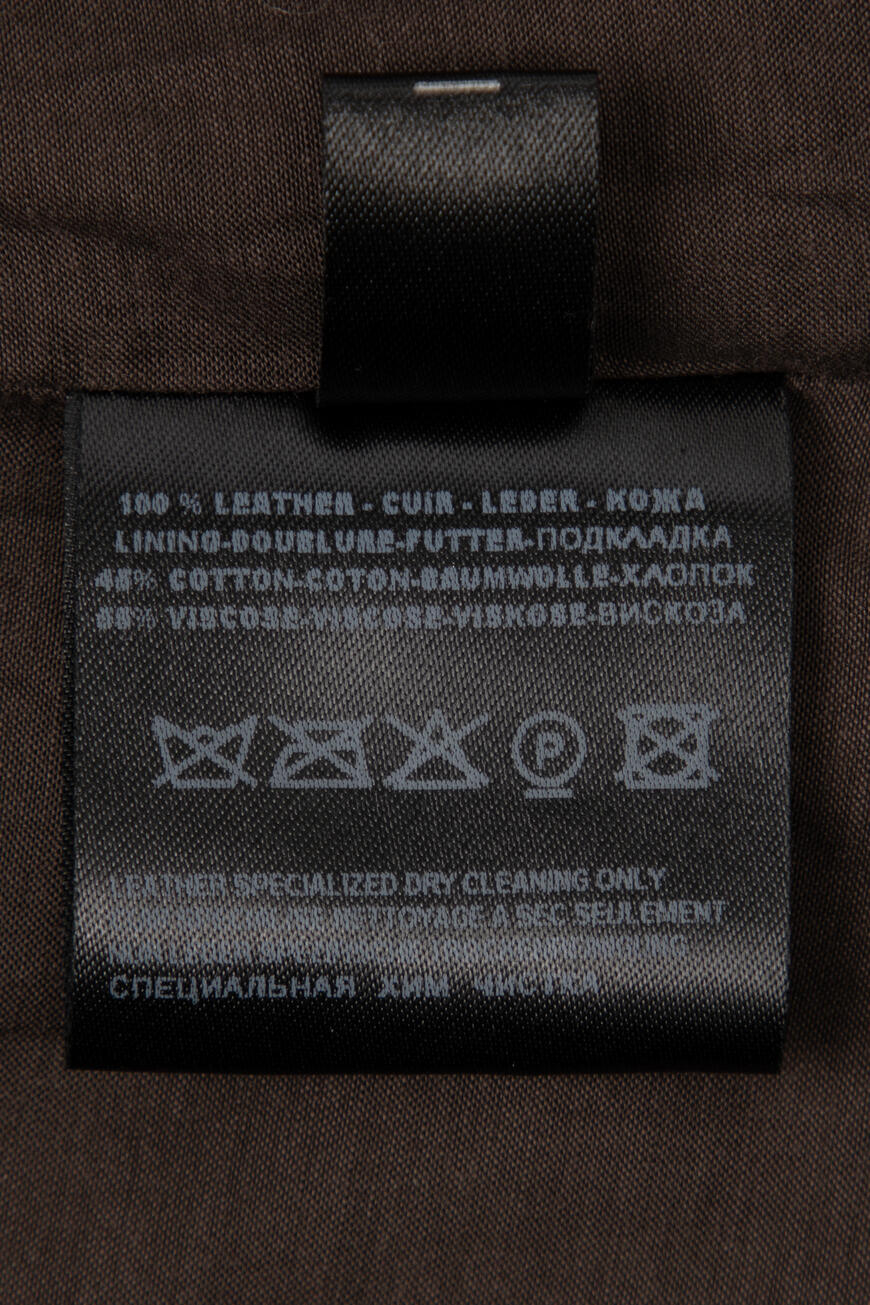 100 % LEATHER - CUIR - LEDER - КОЖА
LINING-DOUBLURE-FUTTER-ПОДКЛАДКА
COTTON-COTON-BAUMWOLLE-ХЛОПОК
VISCOSE-VISCOSE-VISKOSE-ВИСКОЗА
P
LEATHER SPECIALIZED DRY CLEANING ONLY
NETTOYAGE A SEC SEULEMENT
СПЕЦИАЛЬНАЯ ХИМ ЧИСТКА